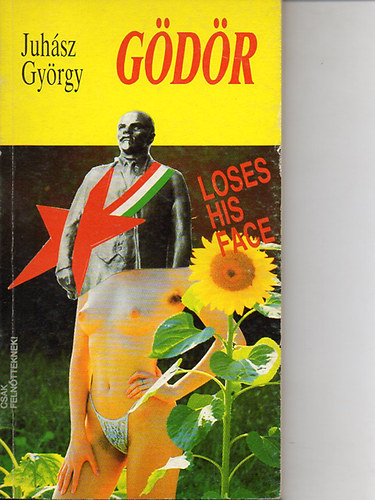 Juhász
György
GÖDÖR
LOSES
HIS
FACE
CSAK
FELNŐTTEKNEK!